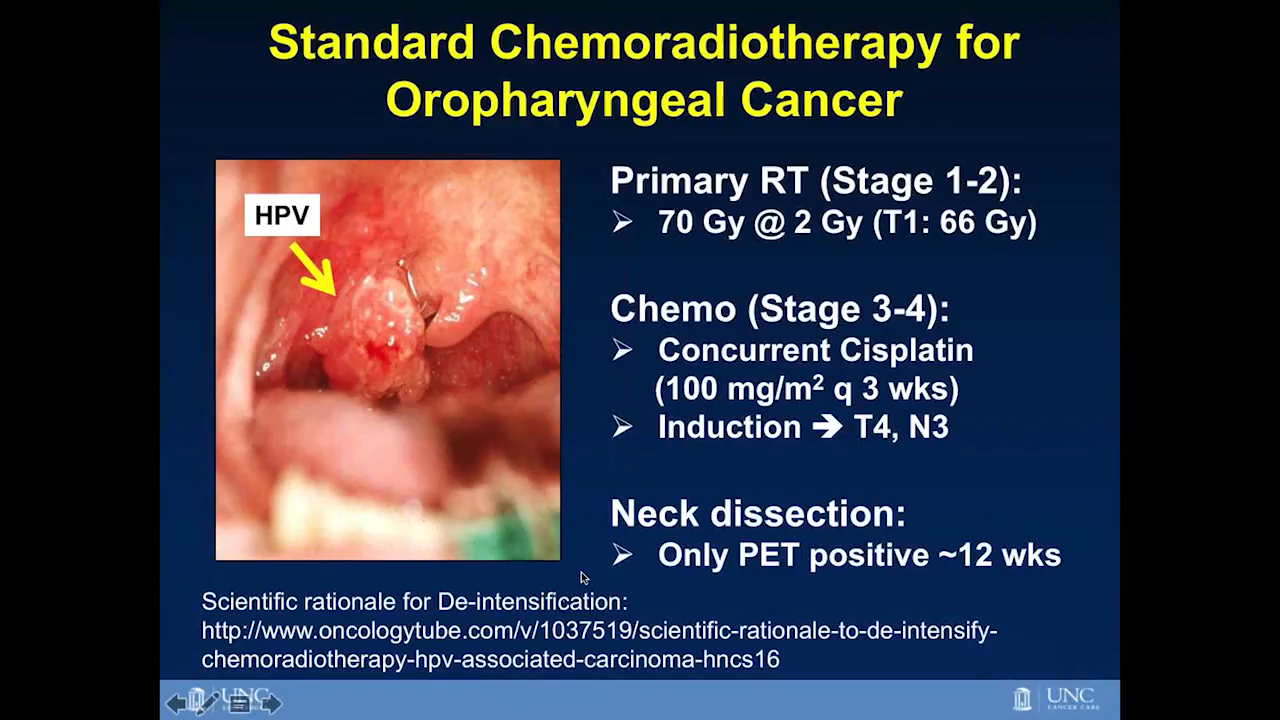 Standard Chemoradiotherapy for
Oropharyngeal Cancer
HPV
Primary RT (Stage 1-2):
➢ 70 Gy @ 2 Gy (T1: 66 Gy)
Chemo (Stage 3-4):
➢ Concurrent Cisplatin
(100 mg/m² q 3 wks)
➢ Induction ➔ T4, N3
Neck dissection:
➢ Only PET positive ~12 wks
Scientific rationale for De-intensification:
http://www.oncologytube.com/v/1037519/scientific-rationale-to-de-intensify-
chemoradiotherapy-hpv-associated-carcinoma-hncs16
UNC
UNC
CANCER CARE